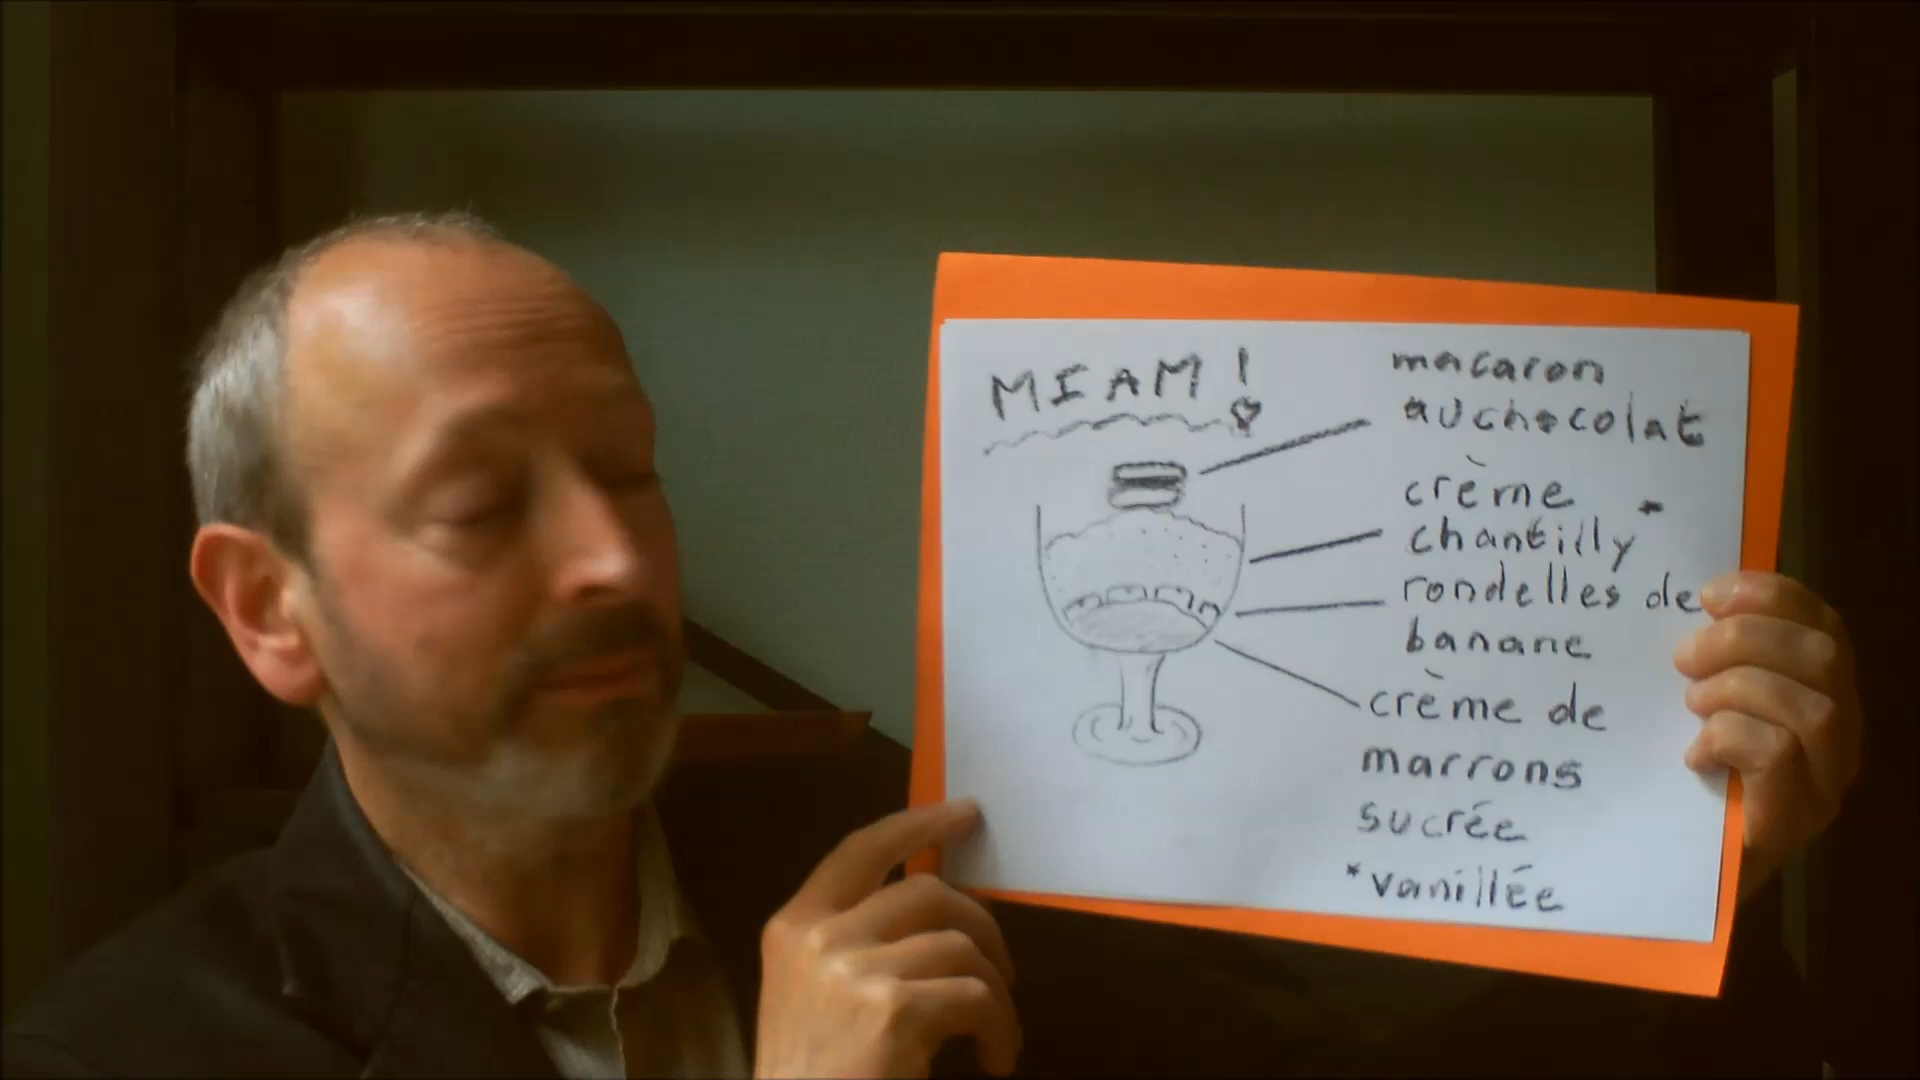 MIAM !
macaron
au chocolat
crème
chantilly *
rondelles de
banane
crème de
marrons
sucrée
* vanillée